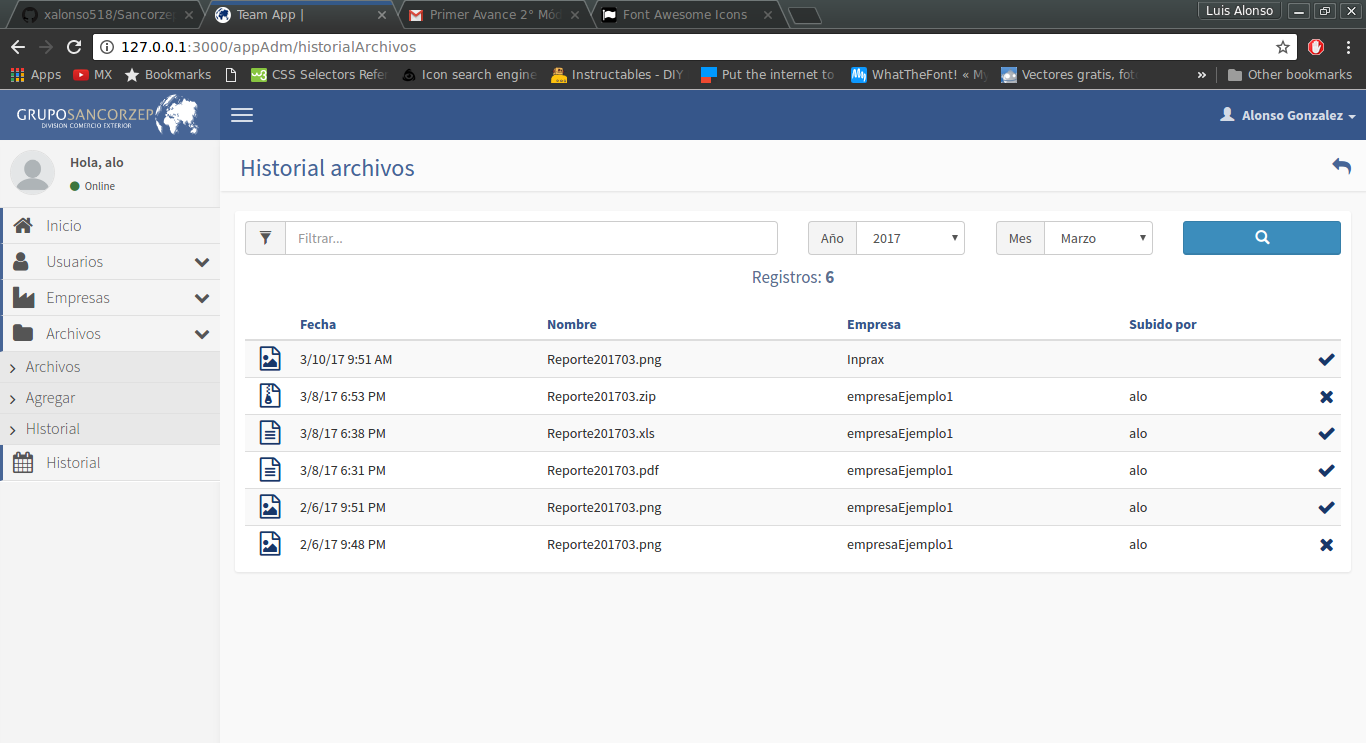 Luis Alonso
xalonso518/Sancorzep
Team App |
Primer Avance 2° Mód
Font Awesome Icons
127.0.0.1:3000/appAdm/historialArchivos
Apps
MX
Bookmarks
CSS Selectors Refer
Icon search engine
Instructables - DIY
Put the internet to
WhatTheFont! « My
Vectores gratis, foto
»
Other bookmarks
GRUPOSANCORZEP
DIVISION COMERCIO EXTERIOR
Alonso Gonzalez
Hola, alo
Online
Inicio
Usuarios
Empresas
Archivos
Archivos
Agregar
HIstorial
Historial
Historial archivos
Filtrar...
Año 2017
Mes Marzo
Registros: 6
Fecha Nombre Empresa Subido por
3/10/17 9:51 AM Reporte201703.png Inprax
3/8/17 6:53 PM Reporte201703.zip empresaEjemplo1 alo
3/8/17 6:38 PM Reporte201703.xls empresaEjemplo1 alo
3/8/17 6:31 PM Reporte201703.pdf empresaEjemplo1 alo
2/6/17 9:51 PM Reporte201703.png empresaEjemplo1 alo
2/6/17 9:48 PM Reporte201703.png empresaEjemplo1 alo